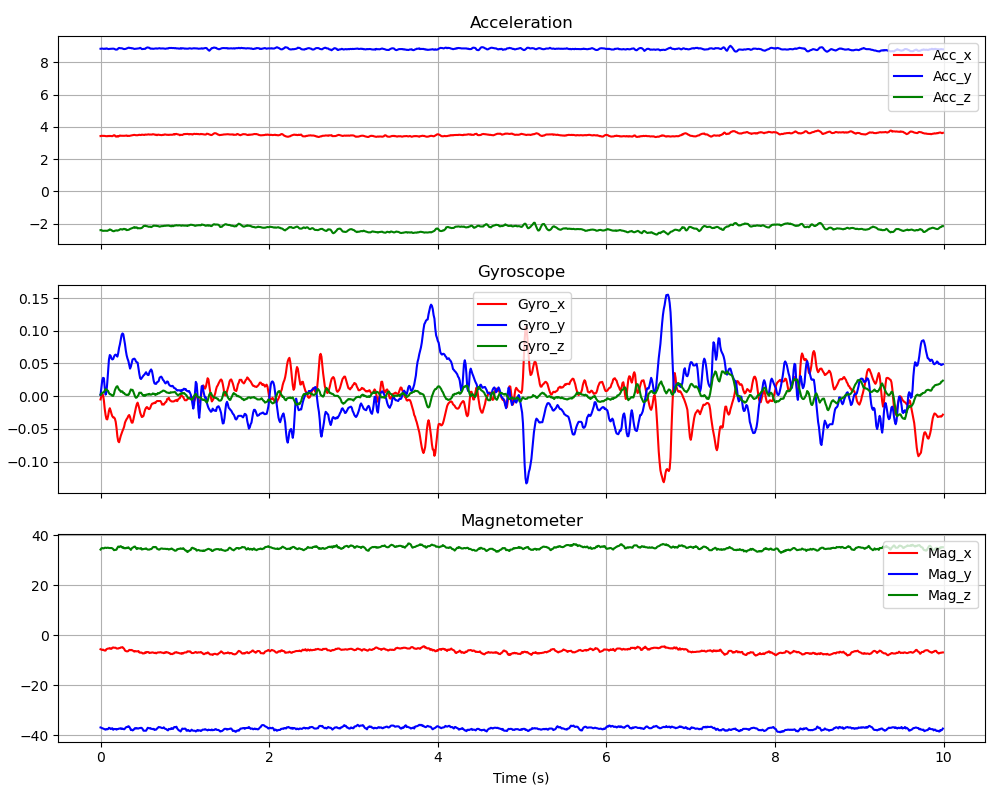 Acceleration
8
6
4
2
0
−2
Acc_x
Acc_y
Acc_z
Gyroscope
0.15
0.10
0.05
0.00
−0.05
−0.10
Gyro_x
Gyro_y
Gyro_z
Magnetometer
40
20
0
−20
−40
Mag_x
Mag_y
Mag_z
0 2 4 6 8 10
Time (s)